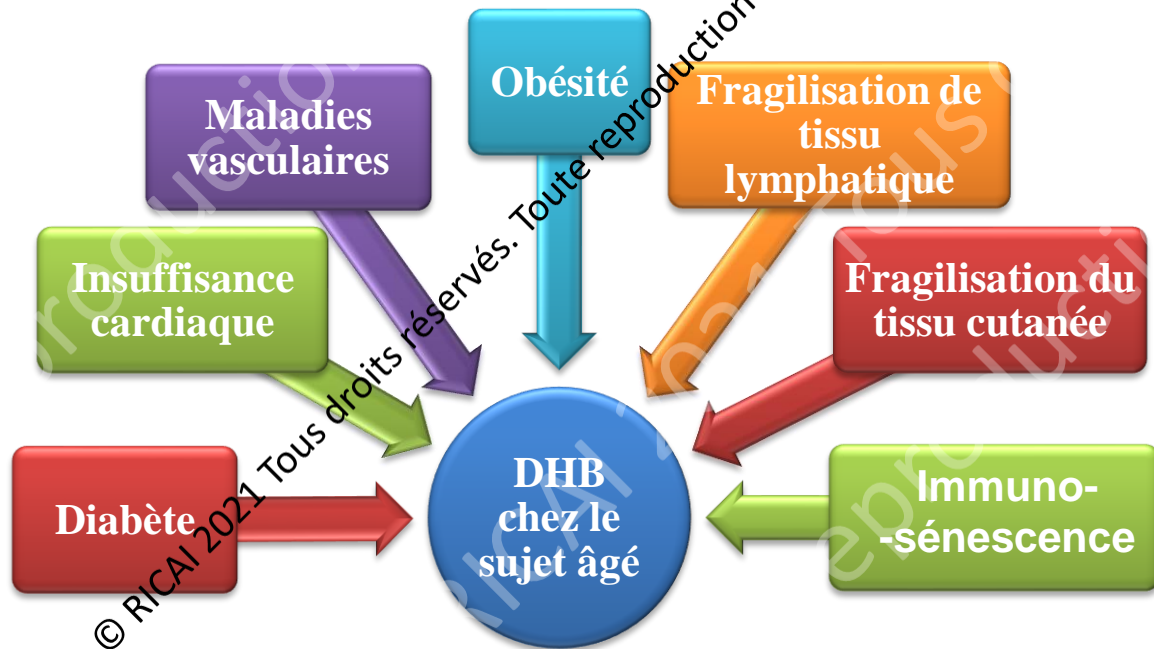 Obésité
Maladies
vasculaires
Fragilisation de
tissu
lymphatique
Insuffisance
cardiaque
Fragilisation du
tissu cutanée
Diabète
DHB
chez le
sujet âgé
Immuno-
-sénescence
© RICAI 2021 Tous droits réservés. Toute reproduction